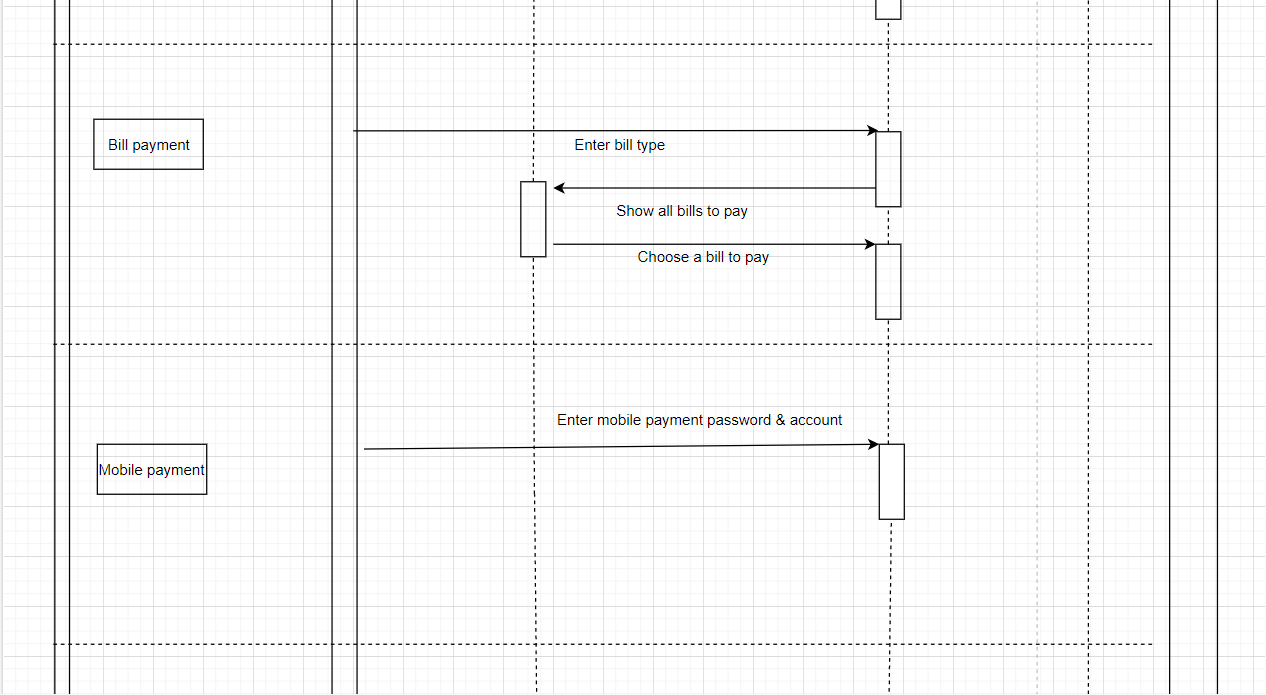 Bill payment
Enter bill type
Show all bills to pay
Choose a bill to pay
Enter mobile payment password & account
Mobile payment